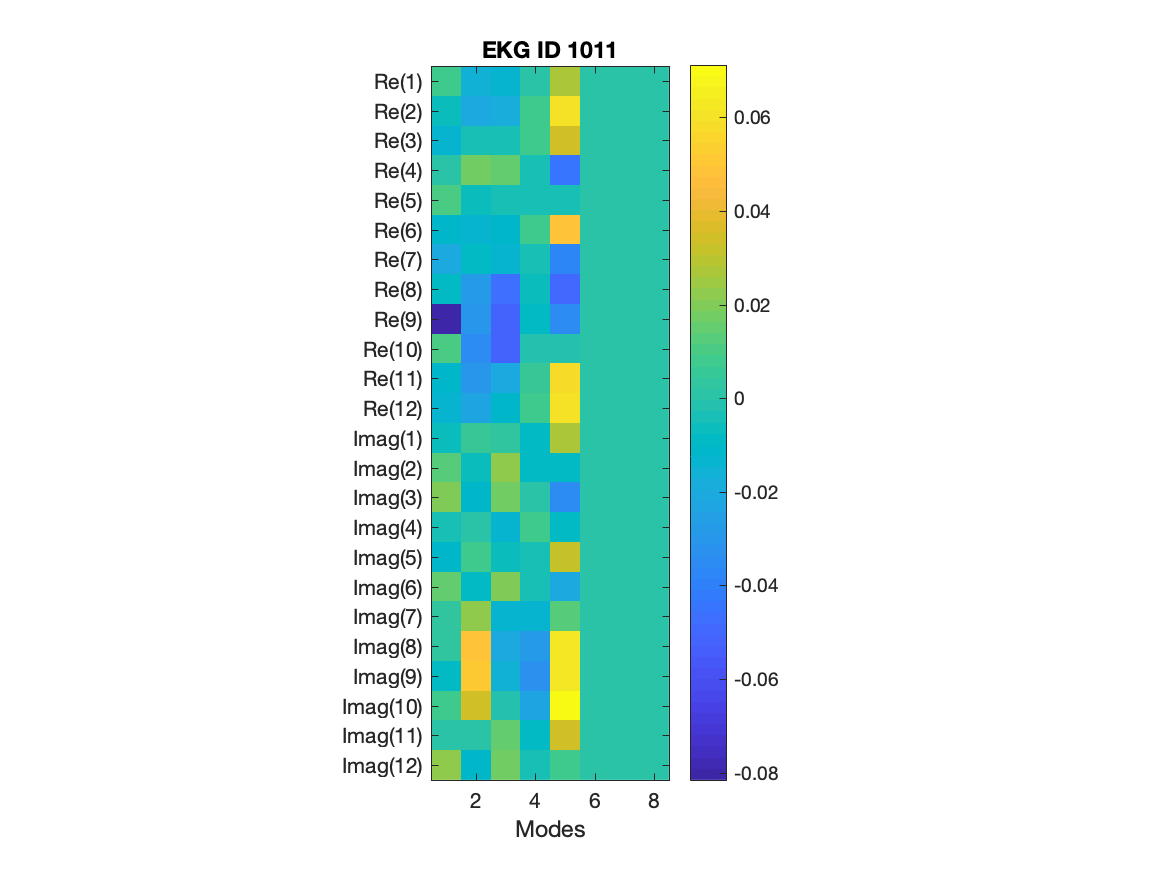 EKG ID 1011
Re(1)
Re(2)
Re(3)
Re(4)
Re(5)
Re(6)
Re(7)
Re(8)
Re(9)
Re(10)
Re(11)
Re(12)
Imag(1)
Imag(2)
Imag(3)
Imag(4)
Imag(5)
Imag(6)
Imag(7)
Imag(8)
Imag(9)
Imag(10)
Imag(11)
Imag(12)
2 4 6 8
Modes
0.06
0.04
0.02
0
-0.02
-0.04
-0.06
-0.08